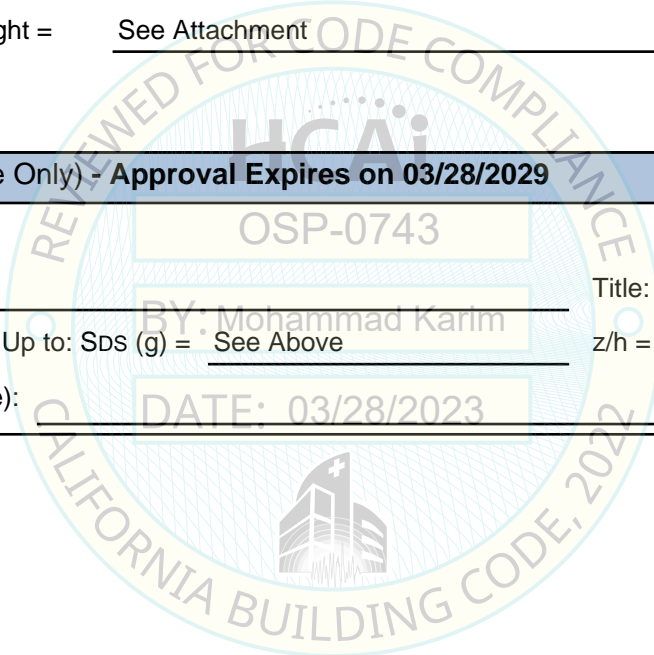 ght = See Attachment
REVIEWED FOR CODE COMPLIANCE
HCAi
e Only) - Approval Expires on 03/28/2029
OSP-0743
Title:
BY: Mohammad Karim
Up to: SDS (g) = See Above z/h =
e):
DATE: 03/28/2023
CALIFORNIA BUILDING CODE, 2022